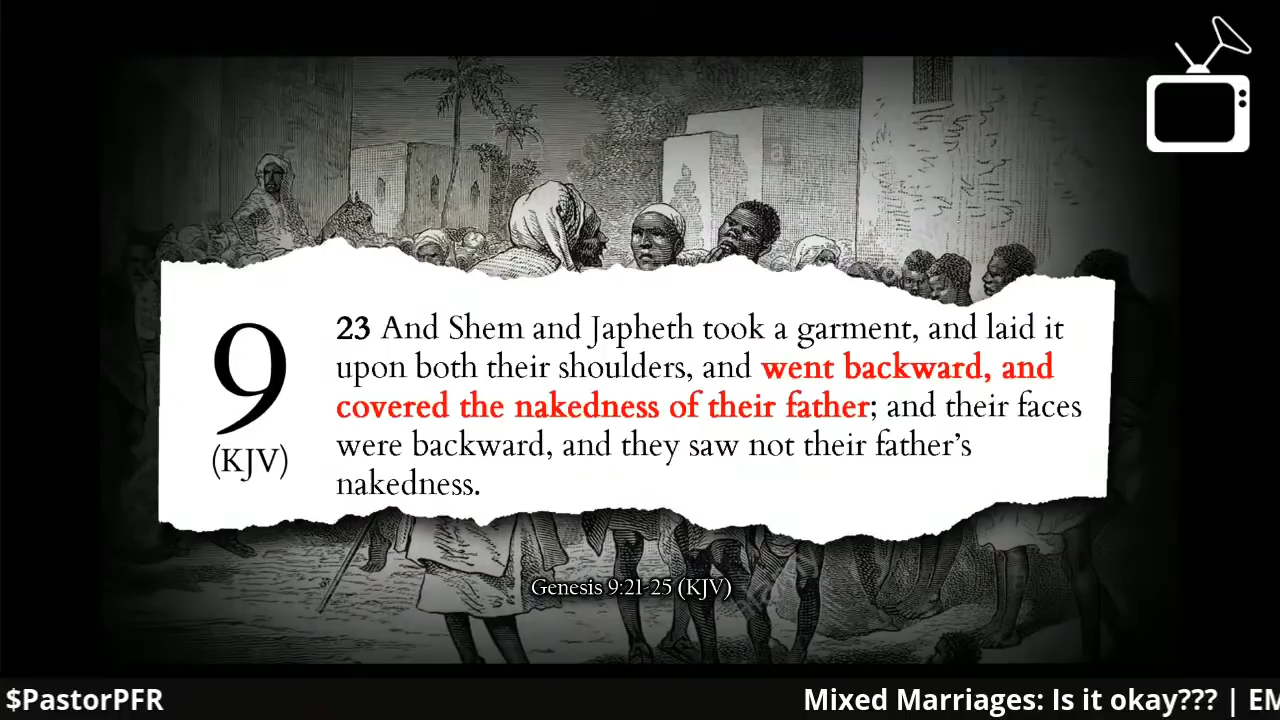 9
(KJV)
23 And Shem and Japheth took a garment, and laid it
upon both their shoulders, and went backward, and
covered the nakedness of their father; and their faces
were backward, and they saw not their father's
nakedness.
Genesis 9:21-25 (KJV)
$PastorPFR
Mixed Marriages: Is it okay??? | EM